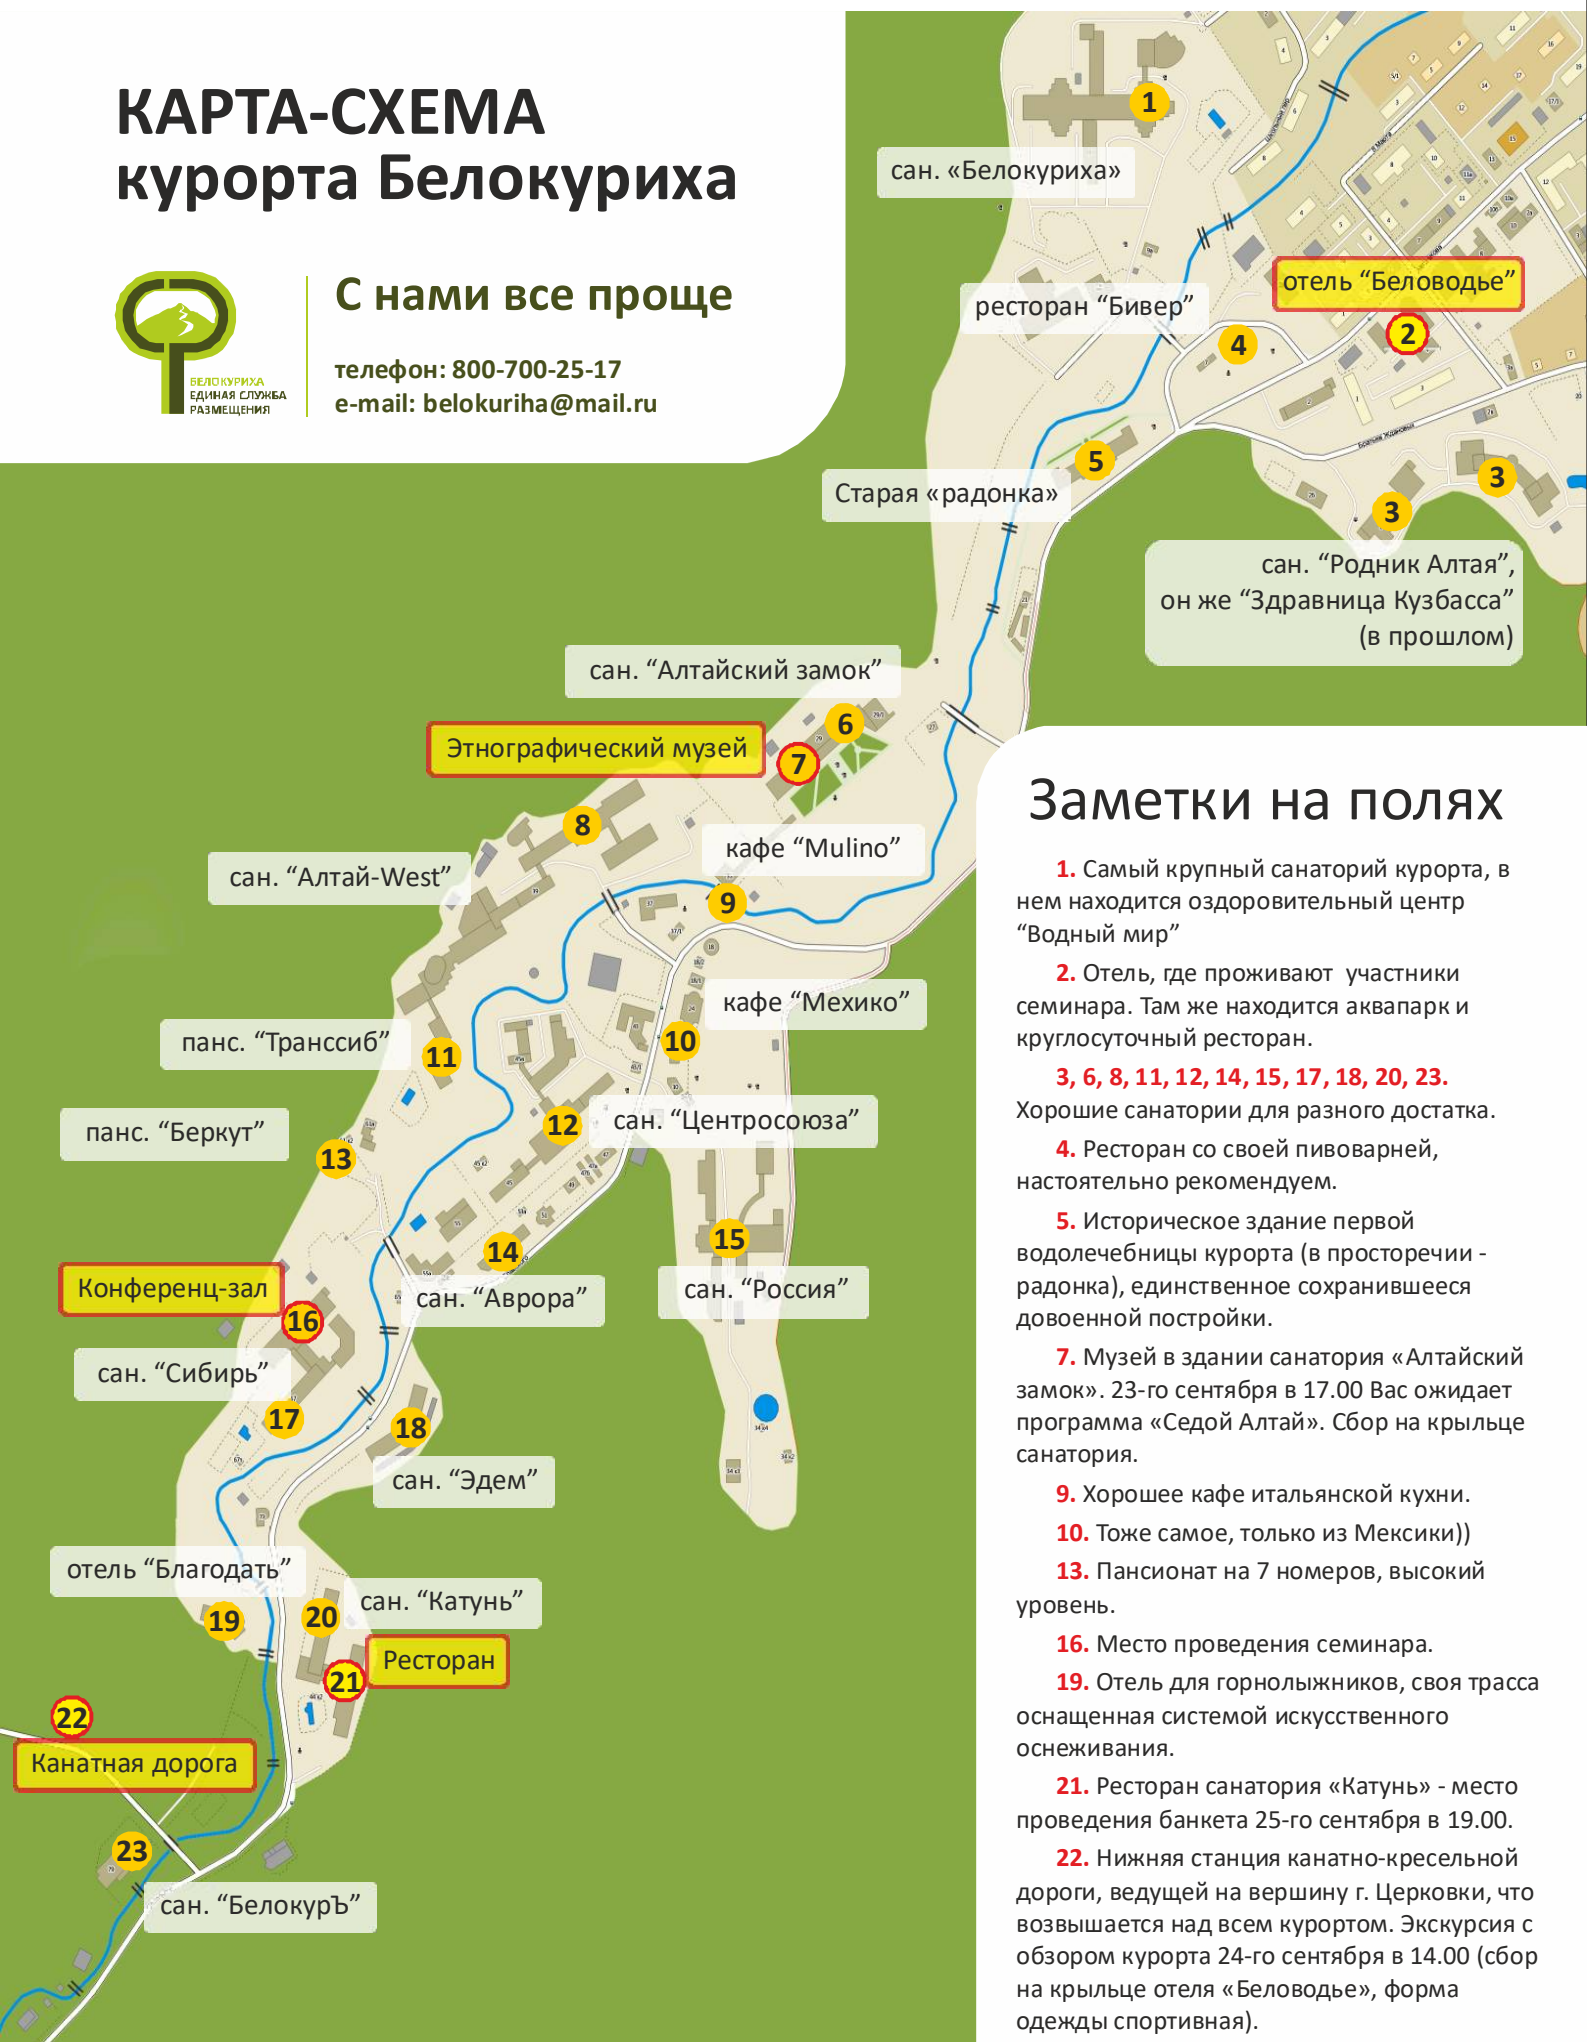 КАРТА-СХЕМА
курорта Белокуриха
С нами все проще
БЕЛОКУРИХА
ЕДИНАЯ СЛУЖБА
РАЗМЕЩЕНИЯ
телефон: 800-700-25-17
e-mail: belokuriha@mail.ru
1
сан. «Белокуриха»
отель “Беловодье”
2
ресторан “Бивер”
4
Братьев Ждановых
5
3
3
Старая «радонка»
сан. “Родник Алтая”,
он же “Здравница Кузбасса”
(в прошлом)
сан. “Алтайский замок”
6
Этнографический музей
7
8
кафе “Mulino”
сан. “Алтай-West”
9
кафе “Мехико”
панс. “Транссиб”
10
11
панс. “Беркут”
12
сан. “Центросоюза”
13
15
14
Конференц-зал
сан. “Аврора”
сан. “Россия”
16
сан. “Сибирь”
17
18
сан. “Эдем”
отель “Благодать”
сан. “Катунь”
19
20
Ресторан
21
22
Канатная дорога
23
сан. “БелокурЪ”
Заметки на полях
1. Самый крупный санаторий курорта, в
нем находится оздоровительный центр
“Водный мир”
2. Отель, где проживают участники
семинара. Там же находится аквапарк и
круглосуточный ресторан.
3, 6, 8, 11, 12, 14, 15, 17, 18, 20, 23.
Хорошие санатории для разного достатка.
4. Ресторан со своей пивоварней,
настоятельно рекомендуем.
5. Историческое здание первой
водолечебницы курорта (в просторечии -
радонка), единственное сохранившееся
довоенной постройки.
7. Музей в здании санатория «Алтайский
замок». 23-го сентября в 17.00 Вас ожидает
программа «Седой Алтай». Сбор на крыльце
санатория.
9. Хорошее кафе итальянской кухни.
10. Тоже самое, только из Мексики))
13. Пансионат на 7 номеров, высокий
уровень.
16. Место проведения семинара.
19. Отель для горнолыжников, своя трасса
оснащенная системой искусственного
оснеживания.
21. Ресторан санатория «Катунь» - место
проведения банкета 25-го сентября в 19.00.
22. Нижняя станция канатно-кресельной
дороги, ведущей на вершину г. Церковки, что
возвышается над всем курортом. Экскурсия с
обзором курорта 24-го сентября в 14.00 (сбор
на крыльце отеля «Беловодье», форма
одежды спортивная).